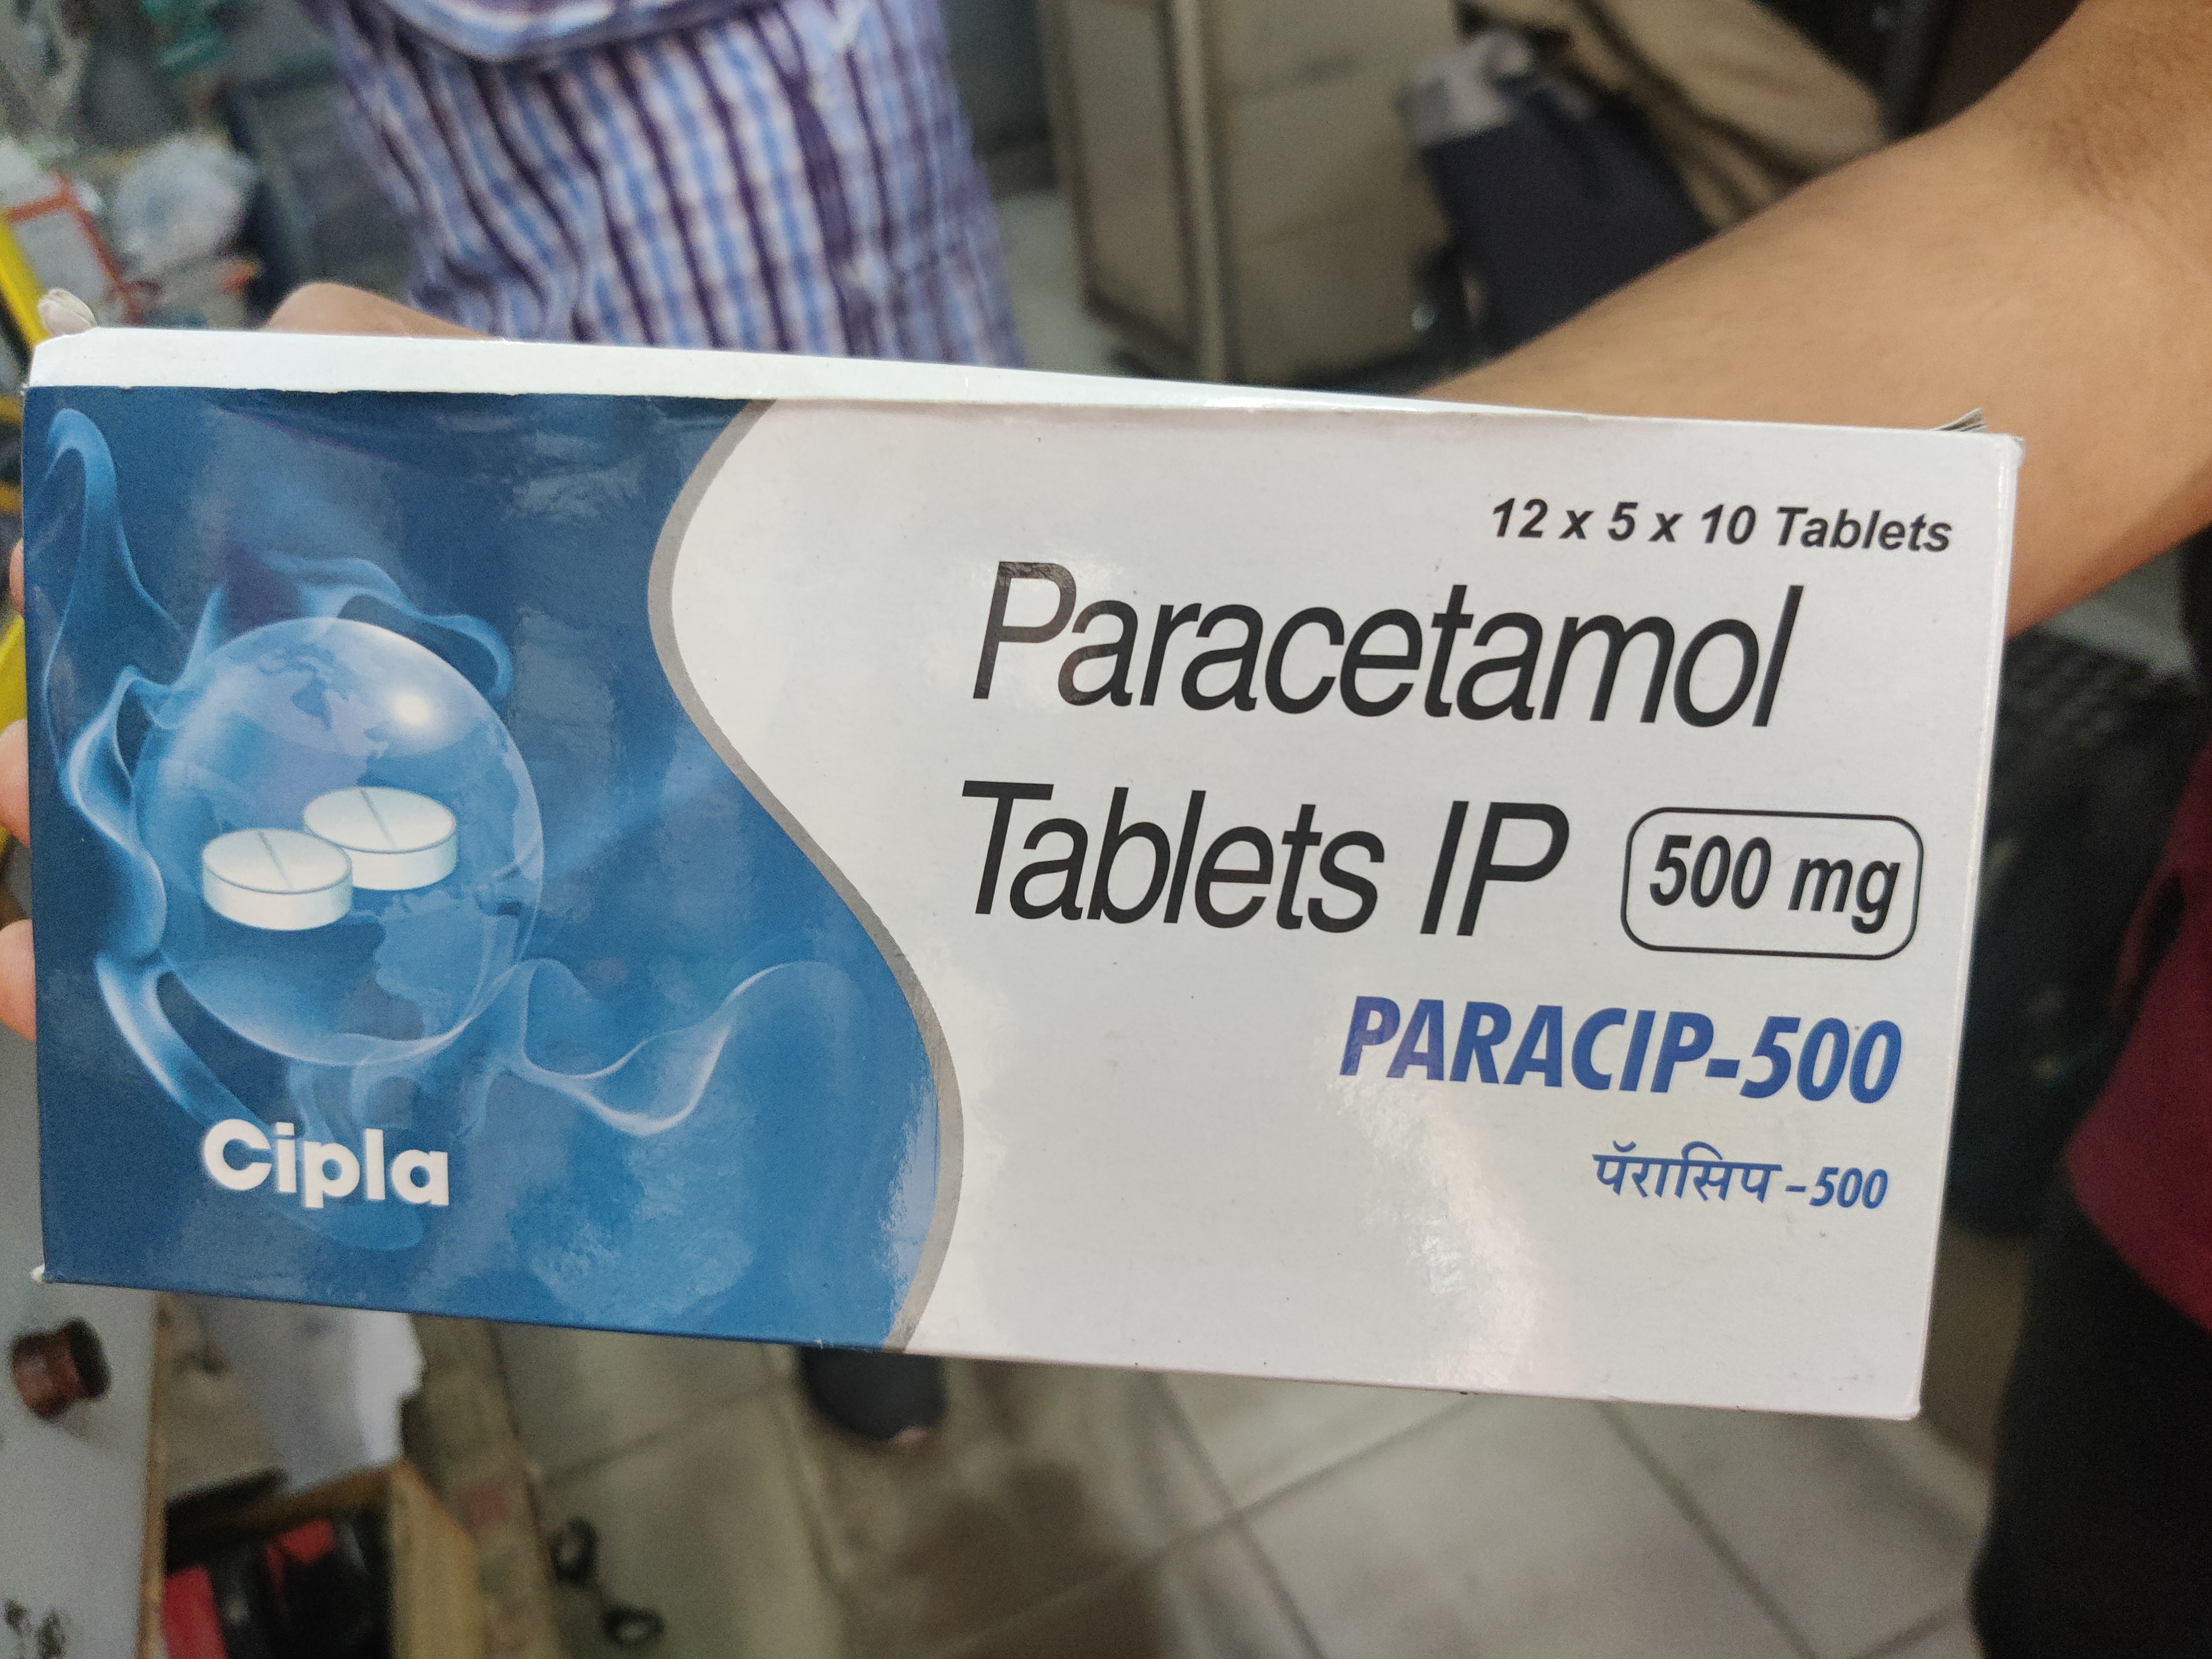 12 x 5 x 10 Tablets
Paracetamol
Tablets IP 500 mg
PARACIP-500
पॅरासिप -500
Cipla